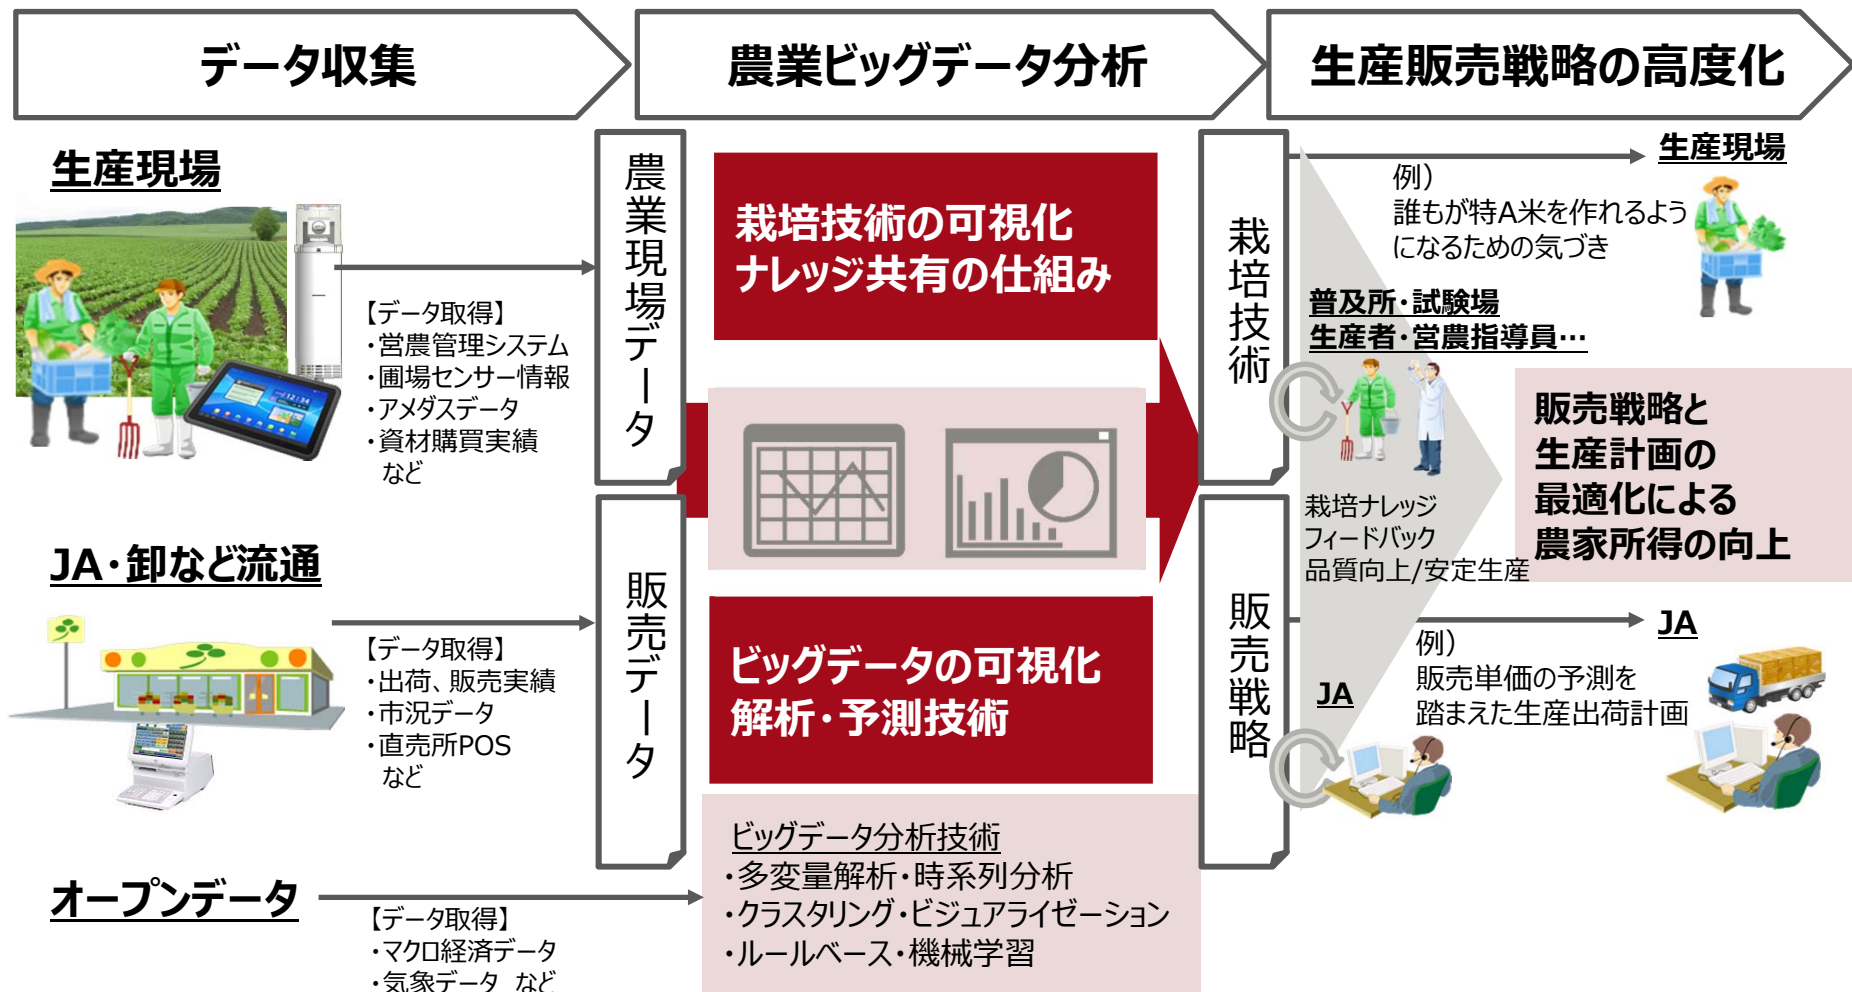 データ収集
農業ビッグデータ分析
生産販売戦略の高度化
生産現場
【データ取得】
・営農管理システム
・圃場センサー情報
・アメダスデータ
・資材購買実績
など
JA・卸など流通
【データ取得】
・出荷、販売実績
・市況データ
・直売所POS
など
オープンデータ
【データ取得】
・マクロ経済データ
・気象データ など
農業現場データ
販売データ
栽培技術の可視化
ナレッジ共有の仕組み
ビッグデータの可視化
解析・予測技術
ビッグデータ分析技術
・多変量解析・時系列分析
・クラスタリング・ビジュアライゼーション
・ルールベース・機械学習
栽培技術
販売戦略
生産現場
例）
誰もが特A米を作れるよう
になるための気づき
普及所・試験場
生産者・営農指導員…
栽培ナレッジ
フィードバック
品質向上/安定生産
販売戦略と
生産計画の
最適化による
農家所得の向上
JA
例）
販売単価の予測を
踏まえた生産出荷計画
JA